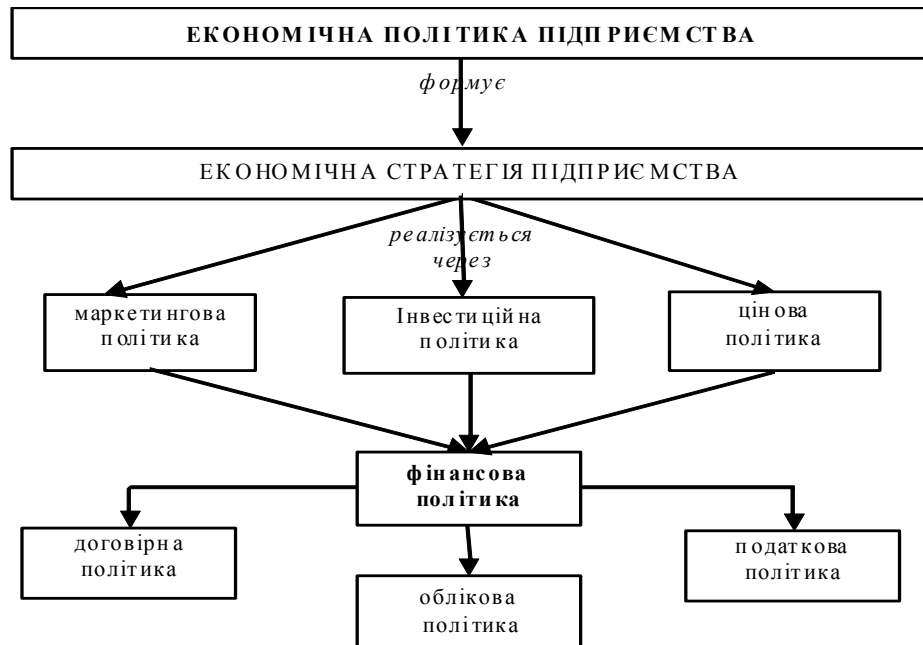 ЕКОНОМІЧНА ПОЛІТИКА ПІДПРИЄМСТВА
формує
ЕКОНОМІЧНА СТРАТЕГІЯ ПІДПРИЄМСТВА
реалізується
через
маркетингова
політика
Інвестиційна
політика
цінова
політика
фінансова
політика
договірна
політика
облікова
політика
податкова
політика